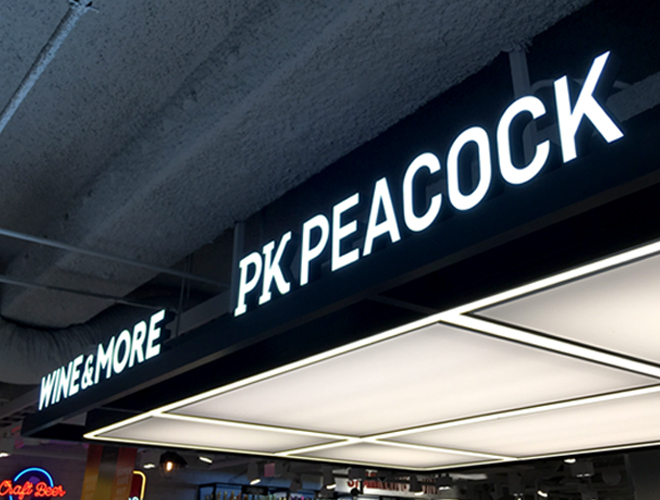 PK PEACOCK
WINE&MORE
Craft Beer